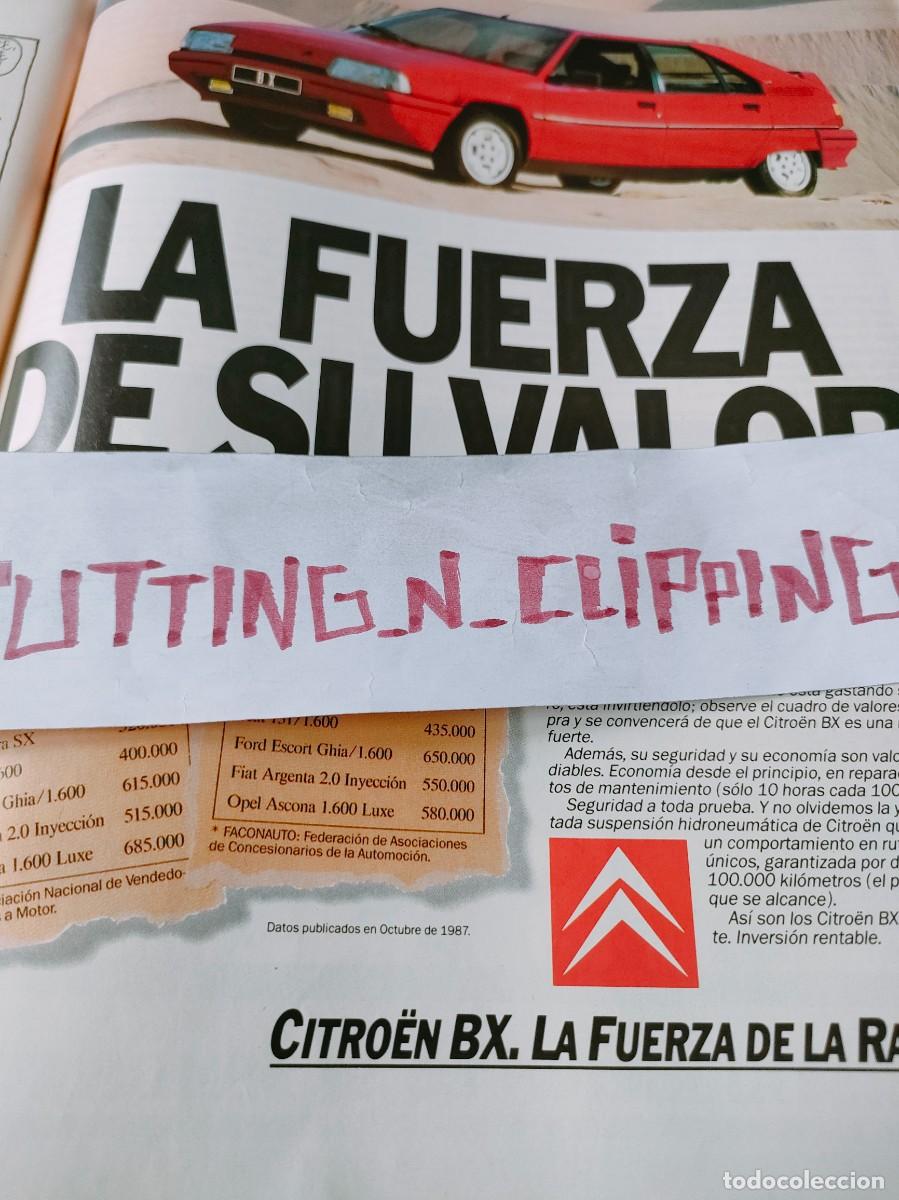 BX
LA FUERZA
DE SU VALOR
CUTTING_N_CLIPPING
a SX
400.000
Ghia/1.600 615.000
2.0 Inyección 515.000
1.600 Luxe 685.000
ciación Nacional de Vendedo-
s a Motor.
435.000
Ford Escort Ghia/1.600 650.000
Fiat Argenta 2.0 Inyección 550.000
Opel Ascona 1.600 Luxe 580.000
* FACONAUTO: Federación de Asociaciones
de Concesionarios de la Automoción.
Datos publicados en Octubre de 1987.
está gastando
ro, está invirtiéndolo; observe el cuadro de valores
pra y se convencerá de que el Citroën BX es una
fuerte.
Además, su seguridad y su economía son valo
diables. Economía desde el principio, en repara
tos de mantenimiento (sólo 10 horas cada 100
Seguridad a toda prueba. Y no olvidemos la y
tada suspensión hidroneumática de Citroën qu
un comportamiento en ru
únicos, garantizada por d
100.000 kilómetros (el p
que se alcance).
Así son los Citroën BX
te. Inversión rentable.
CITROËN BX. LA FUERZA DE LA RA
todocoleccion